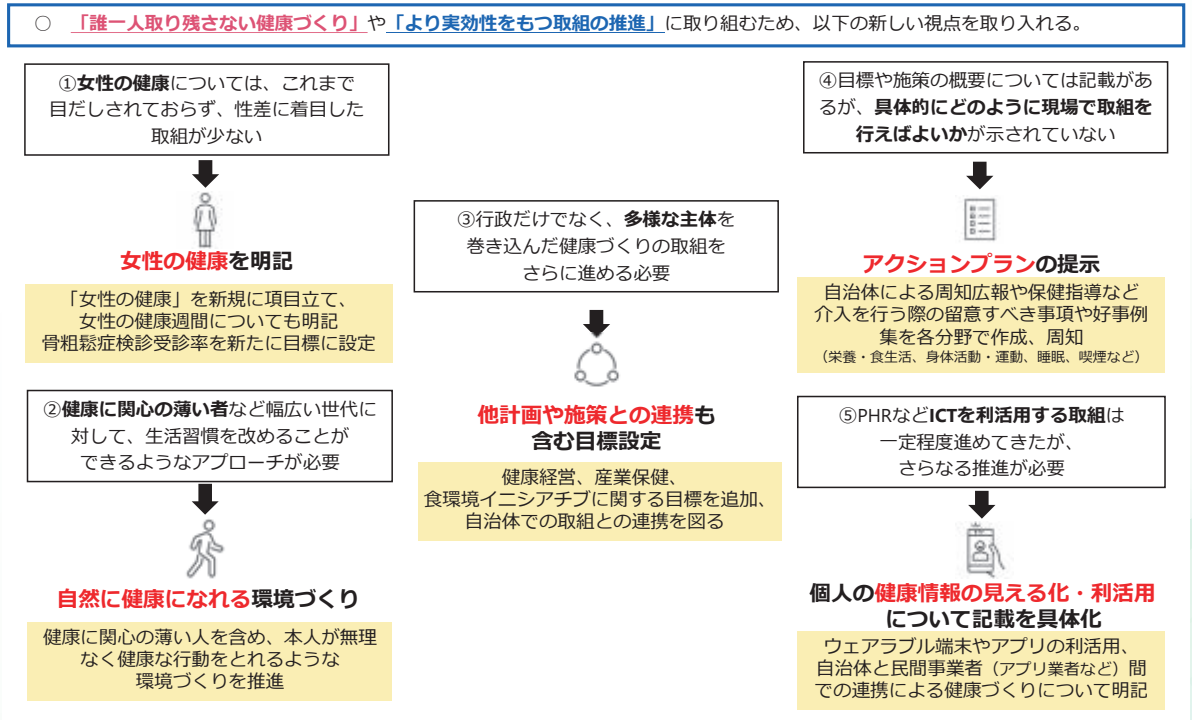 ○ 「誰一人取り残さない健康づくり」や「より実効性をもつ取組の推進」に取り組むため、以下の新しい視点を取り入れる。
①女性の健康については、これまで
目だしされておらず、性差に着目した
取組が少ない
女性の健康を明記
「女性の健康」を新規に項目立て、
女性の健康週間についても明記
骨粗鬆症検診受診率を新たに目標に設定
②健康に関心の薄い者など幅広い世代に
対して、生活習慣を改めることが
できるようなアプローチが必要
自然に健康になれる環境づくり
健康に関心の薄い人を含め、本人が無理
なく健康な行動をとれるような
環境づくりを推進
③行政だけでなく、多様な主体を
巻き込んだ健康づくりの取組を
さらに進める必要
他計画や施策との連携も
含む目標設定
健康経営、産業保健、
食環境イニシアチブに関する目標を追加、
自治体での取組との連携を図る
④目標や施策の概要については記載があ
るが、具体的にどのように現場で取組を
行えばよいかが示されていない
アクションプランの提示
自治体による周知広報や保健指導など
介入を行う際の留意すべき事項や好事例
集を各分野で作成、周知
（栄養・食生活、身体活動・運動、睡眠、喫煙など）
⑤PHRなどICTを利活用する取組は
一定程度進めてきたが、
さらなる推進が必要
個人の健康情報の見える化・利活用
について記載を具体化
ウェアラブル端末やアプリの利活用、
自治体と民間事業者（アプリ業者など）間
での連携による健康づくりについて明記